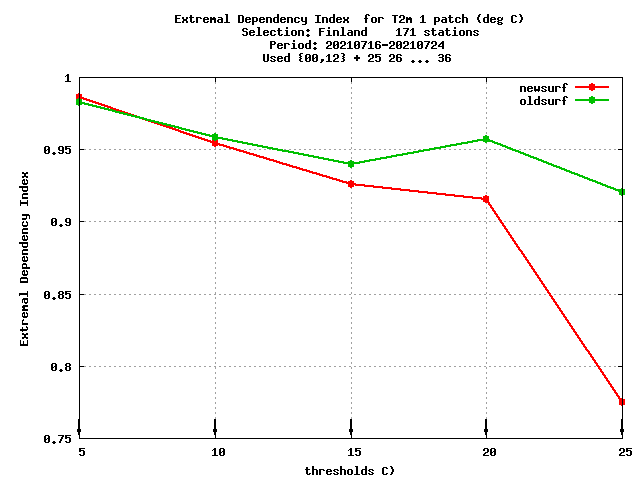 Extremal Dependency Index  for T2m 1 patch (deg C)
Selection: Finland    171 stations
Period: 20210716-20210724
Used {00,12} + 25 26 ... 36
newsurf
oldsurf
Extremal Dependency Index
1
0.95
0.9
0.85
0.8
0.75
5 10 15 20 25
thresholds C)